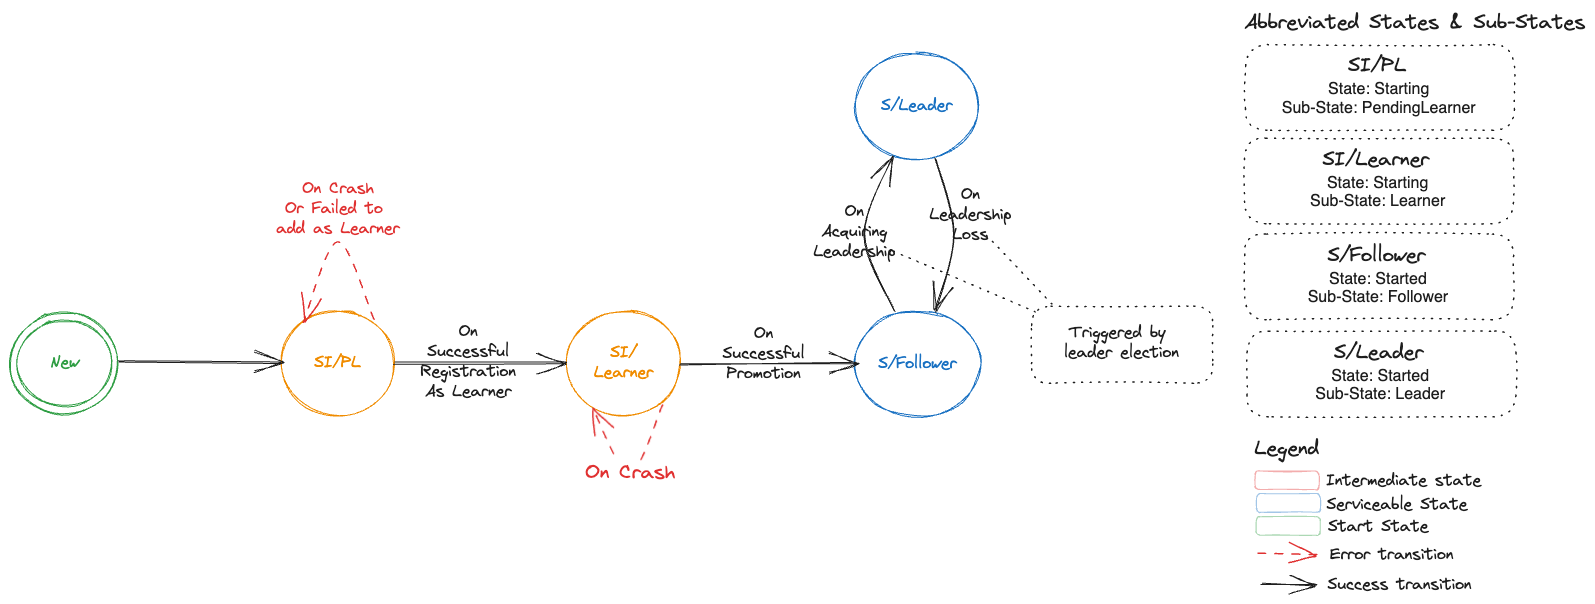 Abbreviated States & Sub-States
SI/PL
State: Starting
Sub-State: PendingLearner
SI/Learner
State: Starting
Sub-State: Learner
S/Follower
State: Started
Sub-State: Follower
S/Leader
State: Started
Sub-State: Leader
Legend
Intermediate state
Serviceable State
Start State
Error transition
Success transition
S/Leader
On
Acquiring
Leadership
On
Leadership
Loss
Triggered by
leader election
On Crash
Or Failed to
add as Learner
New
SI/PL
On
Successful
Registration
As Learner
SI/
Learner
On
Successful
Promotion
S/Follower
On Crash